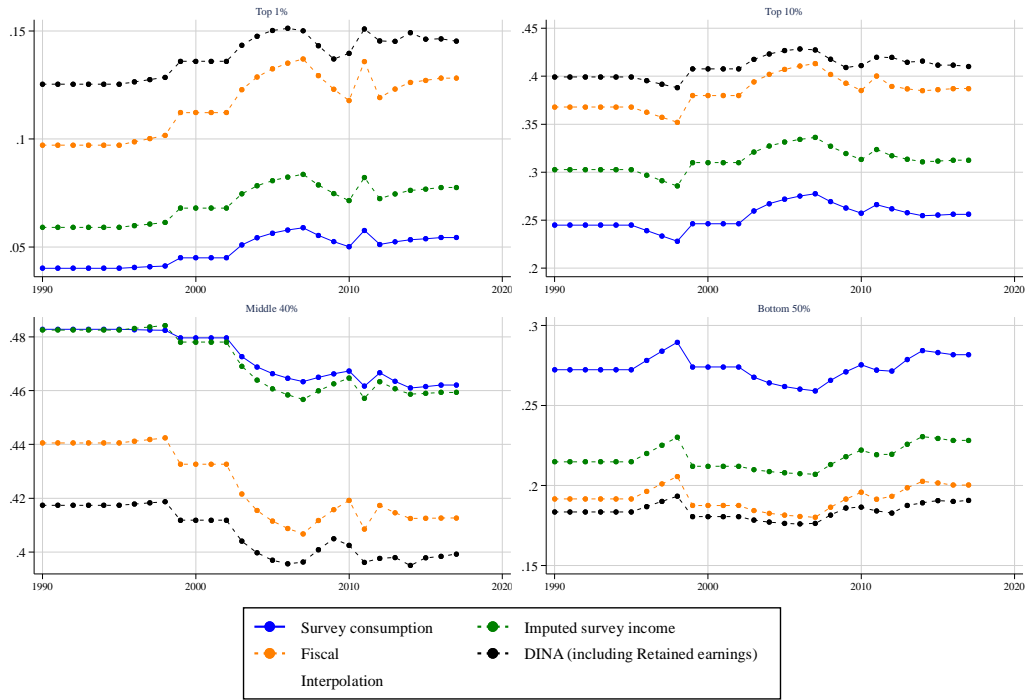 Top 1%
.15
.1
.05
1990 2000 2010 2020
Top 10%
.45
.4
.35
.3
.25
.2
1990 2000 2010 2020
Middle 40%
.48
.46
.44
.42
.4
1990 2000 2010 2020
Bottom 50%
.3
.25
.2
.15
1990 2000 2010 2020
Survey consumption
Imputed survey income
Fiscal
DINA (including Retained earnings)
Interpolation